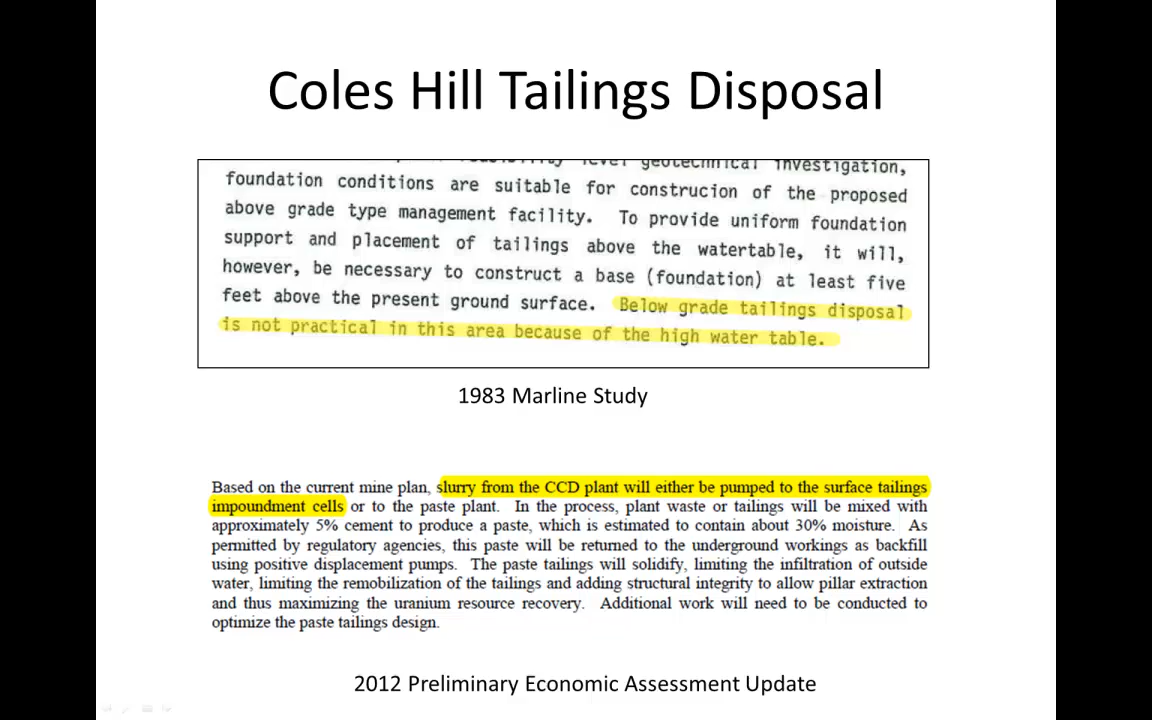 Coles Hill Tailings Disposal
level geotechnical investigation,
foundation conditions are suitable for construcion of the proposed
above grade type management facility. To provide uniform foundation
support and placement of tailings above the watertable, it will,
however, be necessary to construct a base (foundation) at least five
feet above the present ground surface. Below grade tailings disposal
is not practical in this area because of the high water table.
1983 Marline Study
Based on the current mine plan, slurry from the CCD plant will either be pumped to the surface tailings
impoundment cells or to the paste plant. In the process, plant waste or tailings will be mixed with
approximately 5% cement to produce a paste, which is estimated to contain about 30% moisture. As
permitted by regulatory agencies, this paste will be returned to the underground workings as backfill
using positive displacement pumps. The paste tailings will solidify, limiting the infiltration of outside
water, limiting the remobilization of the tailings and adding structural integrity to allow pillar extraction
and thus maximizing the uranium resource recovery. Additional work will need to be conducted to
optimize the paste tailings design.
2012 Preliminary Economic Assessment Update